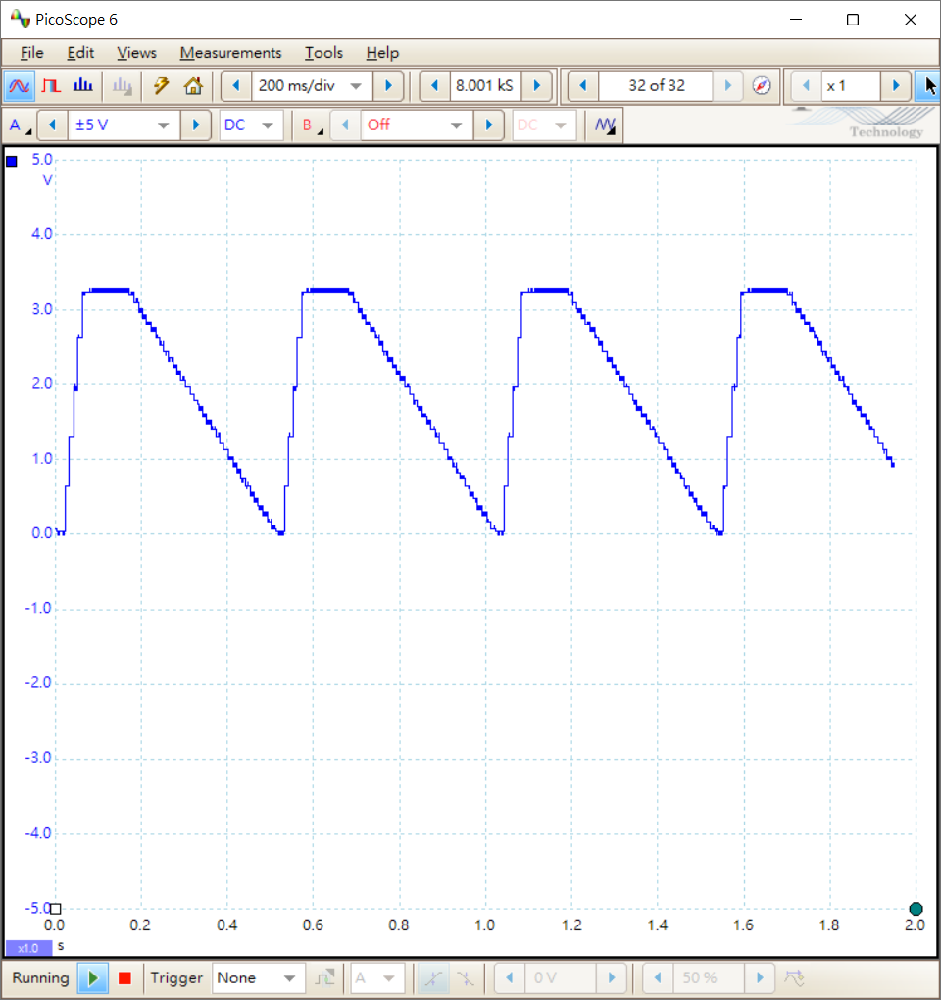 PicoScope 6
File Edit Views Measurements Tools Help
200 ms/div 8.001 kS 32 of 32 x 1
A ±5 V DC B Off DC
Technology
5.0
V
4.0
3.0
2.0
1.0
0.0
-1.0
-2.0
-3.0
-4.0
-5.0
0.0 0.2 0.4 0.6 0.8 1.0 1.2 1.4 1.6 1.8 2.0
x1.0 s
Running Trigger None A 0 V 50 %